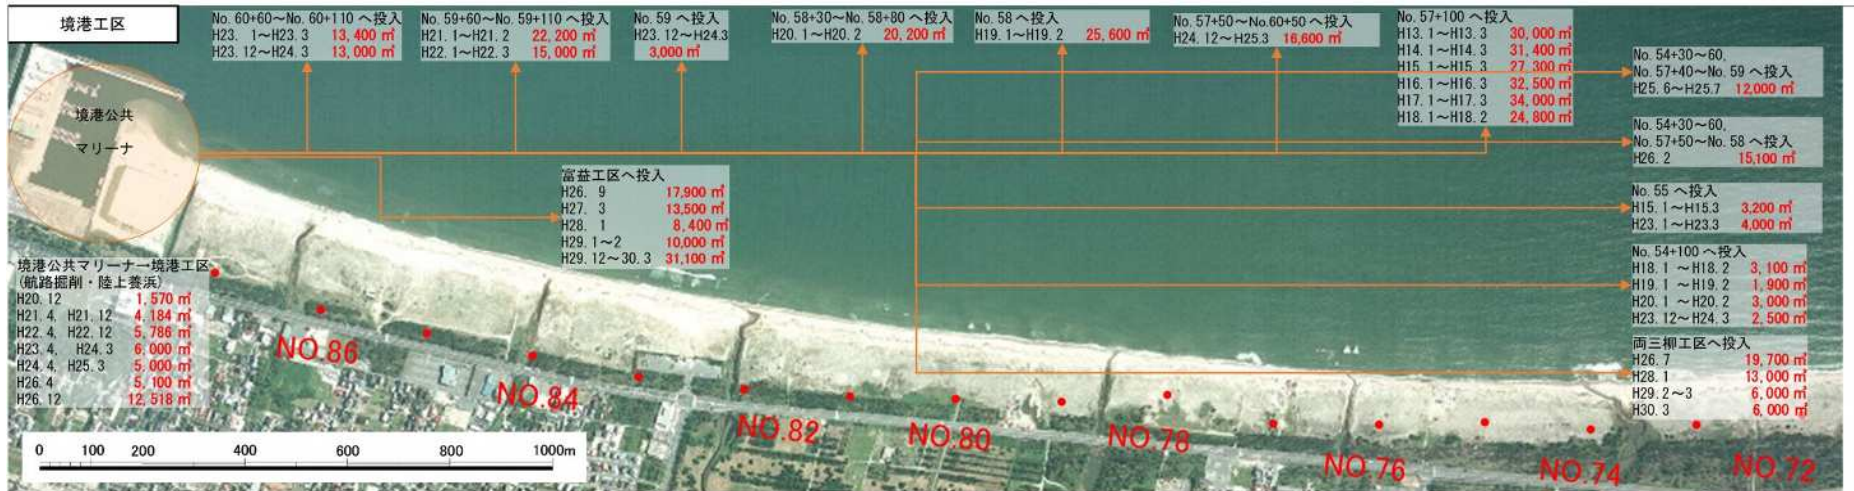 境港工区
No.60+60～No.60+110 へ投入
H23. 1～H23.3 13,400 ㎥
H23.12～H24.3 13,000 ㎥
No.59+60～No.59+110 へ投入
H21.1～H21.2 22,200 ㎥
H22.1～H22.3 15,000 ㎥
No.59 へ投入
H23.12～H24.3
3,000㎥
No.58+30～No.58+80 へ投入
H20.1～H20.2 20,200 ㎥
No.58 へ投入
H19.1～H19.2 25,600 ㎥
No.57+50～No.60+50 へ投入
H24.12～H25.3 16,600㎥
No.57+100 へ投入
H13.1～H13.3 30,000 ㎥
H14.1～H14.3 31,400 ㎥
H15.1～H15.3 27,300 ㎥
H16.1～H16.3 32,500 ㎥
H17.1～H17.3 34,000 ㎥
H18.1～H18.2 24,800 ㎥
No.54+30～60,
No.57+40～No.59 へ投入
H25.6～H25.7 12,000㎥
No.54+30～60,
No.57+50～No.58 へ投入
H26.2 15,100 ㎥
No.55 へ投入
H15.1～H15.3 3,200 ㎥
H23.1～H23.3 4,000 ㎥
No.54+100 へ投入
H18.1 ～H18.2 3,100 ㎥
H19.1 ～H19.2 1,900 ㎥
H20.1 ～H20.2 3,000 ㎥
H23.12～H24.3 2,500 ㎥
両三柳工区へ投入
H26.7 19,700 ㎥
H28.1 13,000 ㎥
H29.2～3 6,000 ㎥
H30.3 6,000 ㎥
境港公共
マリーナ
富益工区へ投入
H26. 9 17,900 ㎥
H27. 3 13,500 ㎥
H28. 1 8,400 ㎥
H29.1～2 10,000 ㎥
H29.12～30.3 31,100 ㎥
境港公共マリーナ→境港工区
(航路掘削・陸上養浜)
H20.12 1,570 ㎥
H21.4, H21.12 4,184 ㎥
H22.4, H22.12 5,786 ㎥
H23.4, H24.3 6,000 ㎥
H24.4, H25.3 5,000 ㎥
H26.4 5,100 ㎥
H26.12 12,518 ㎥
NO.86
NO.84
NO.82
NO.80
NO.78
NO.76
NO.74
NO.72
0 100 200 400 600 800 1000m